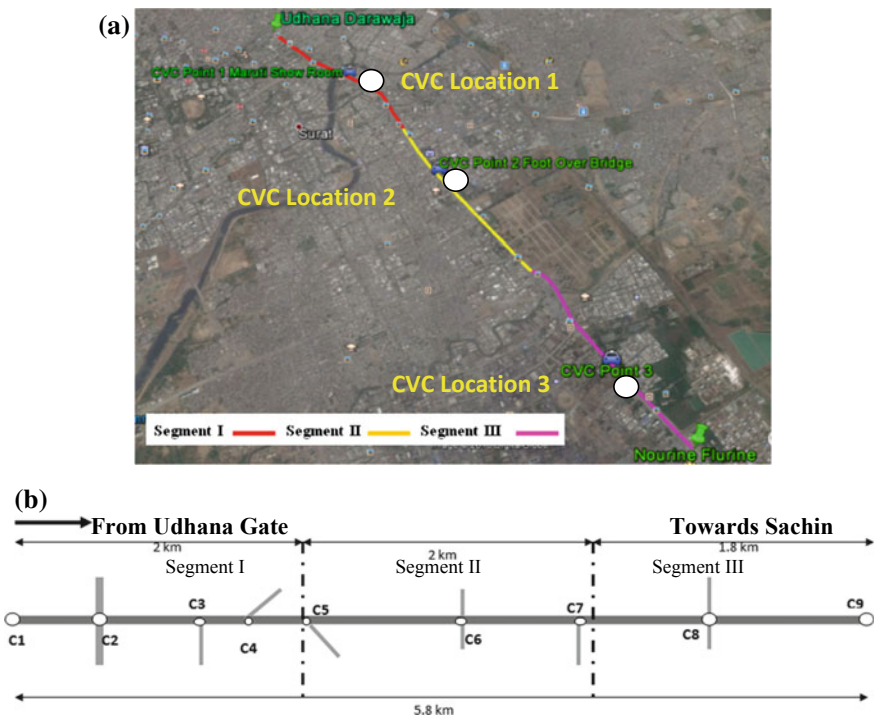 (a)
Udhana Darawaja
CVC Point 1 Maruti Show Room
CVC Location 1
Surat
CVC Point 2 Foot Over Bridge
CVC Location 2
CVC Location 3
CVC Point 3
Segment I
Segment II
Segment III
Nourine Flurine
(b)
From Udhana Gate
Towards Sachin
2 km
2 km
1.8 km
Segment I
Segment II
Segment III
C1
C2
C3
C4
C5
C6
C7
C8
C9
5.8 km